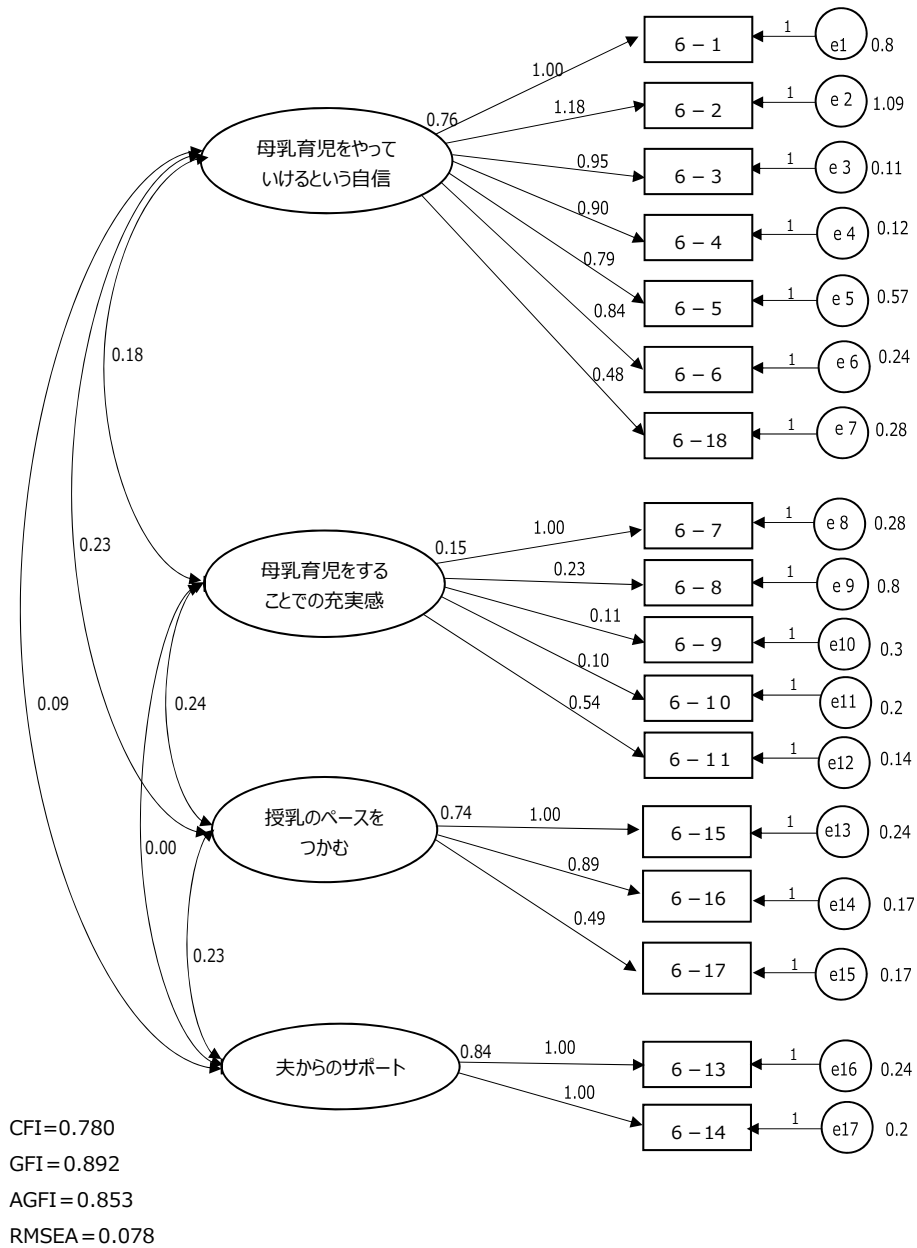 6－1
1
e1
0.8
1.00
0.76
6－2
1
e 2
1.09
1.18
母乳育児をやって
いけるという自信
6－3
1
e 3
0.11
0.95
6－4
1
e 4
0.12
0.90
6－5
1
e 5
0.57
0.79
6－6
1
e 6
0.24
0.84
6－18
1
e 7
0.28
0.48
0.18
0.23
0.09
6－7
1
e 8
0.28
1.00
0.15
母乳育児をする
ことでの充実感
6－8
1
e 9
0.8
0.23
6－9
1
e10
0.3
0.11
6－10
1
e11
0.2
0.10
6－11
1
e12
0.14
0.54
0.24
0.00
0.74
1.00
6－15
1
e13
0.24
授乳のペースを
つかむ
0.89
6－16
1
e14
0.17
0.49
6－17
1
e15
0.17
0.23
0.84
1.00
6－13
1
e16
0.24
夫からのサポート
1.00
6－14
1
e17
0.2
CFI＝0.780
GFI＝0.892
AGFI＝0.853
RMSEA＝0.078